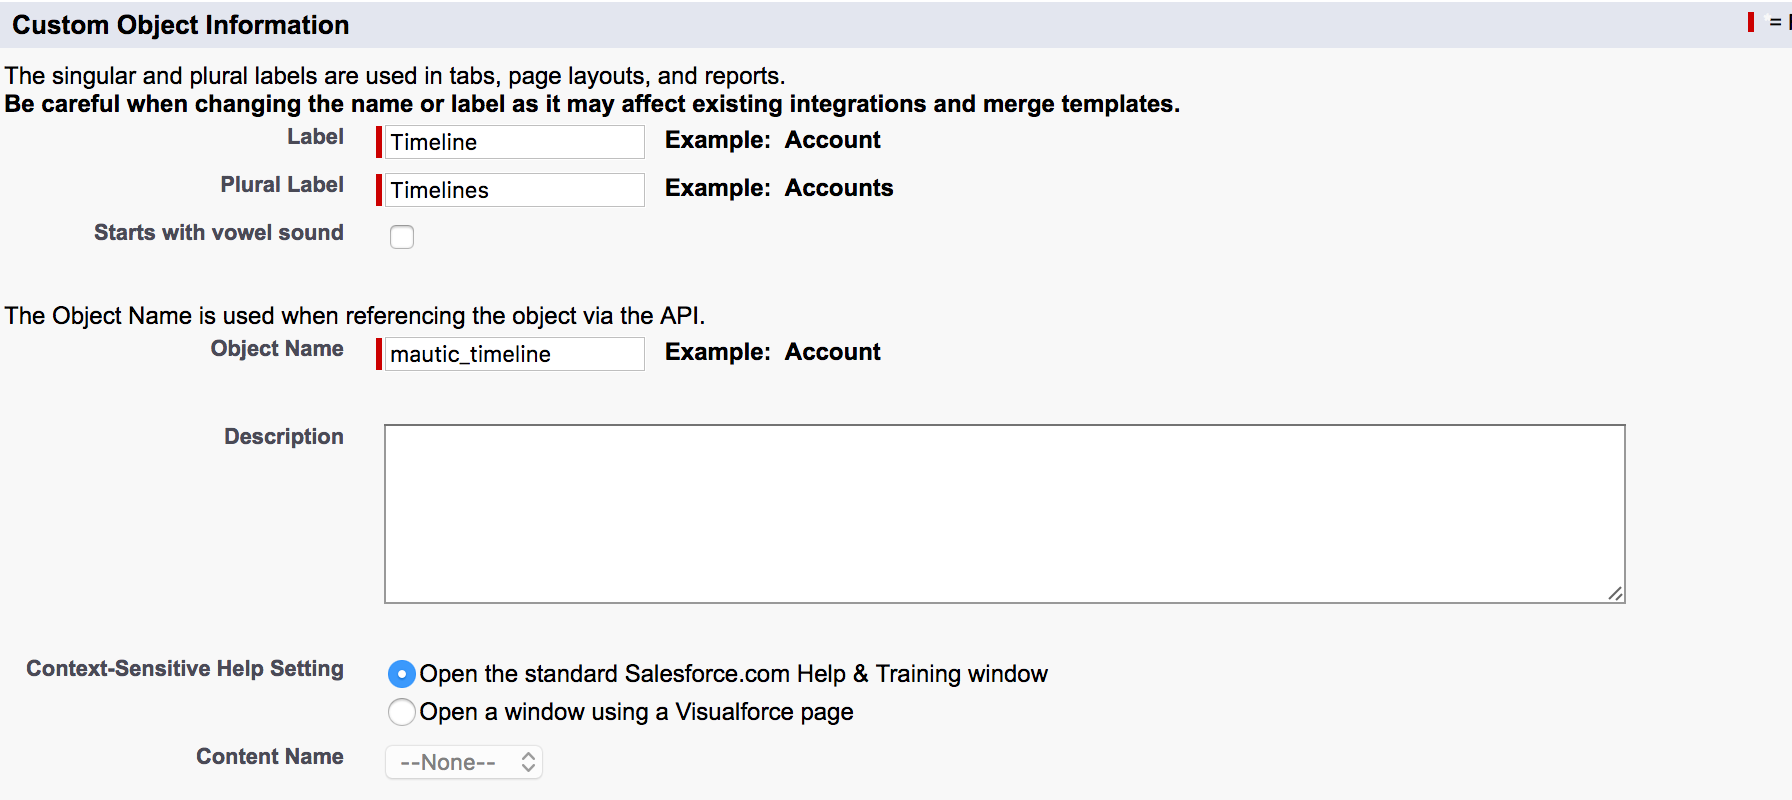 Custom Object Information
=
The singular and plural labels are used in tabs, page layouts, and reports.
Be careful when changing the name or label as it may affect existing integrations and merge templates.
Label Timeline Example: Account
Plural Label Timelines Example: Accounts
Starts with vowel sound
The Object Name is used when referencing the object via the API.
Object Name mautic_timeline Example: Account
Description
Context-Sensitive Help Setting Open the standard Salesforce.com Help & Training window
Open a window using a Visualforce page
Content Name --None--